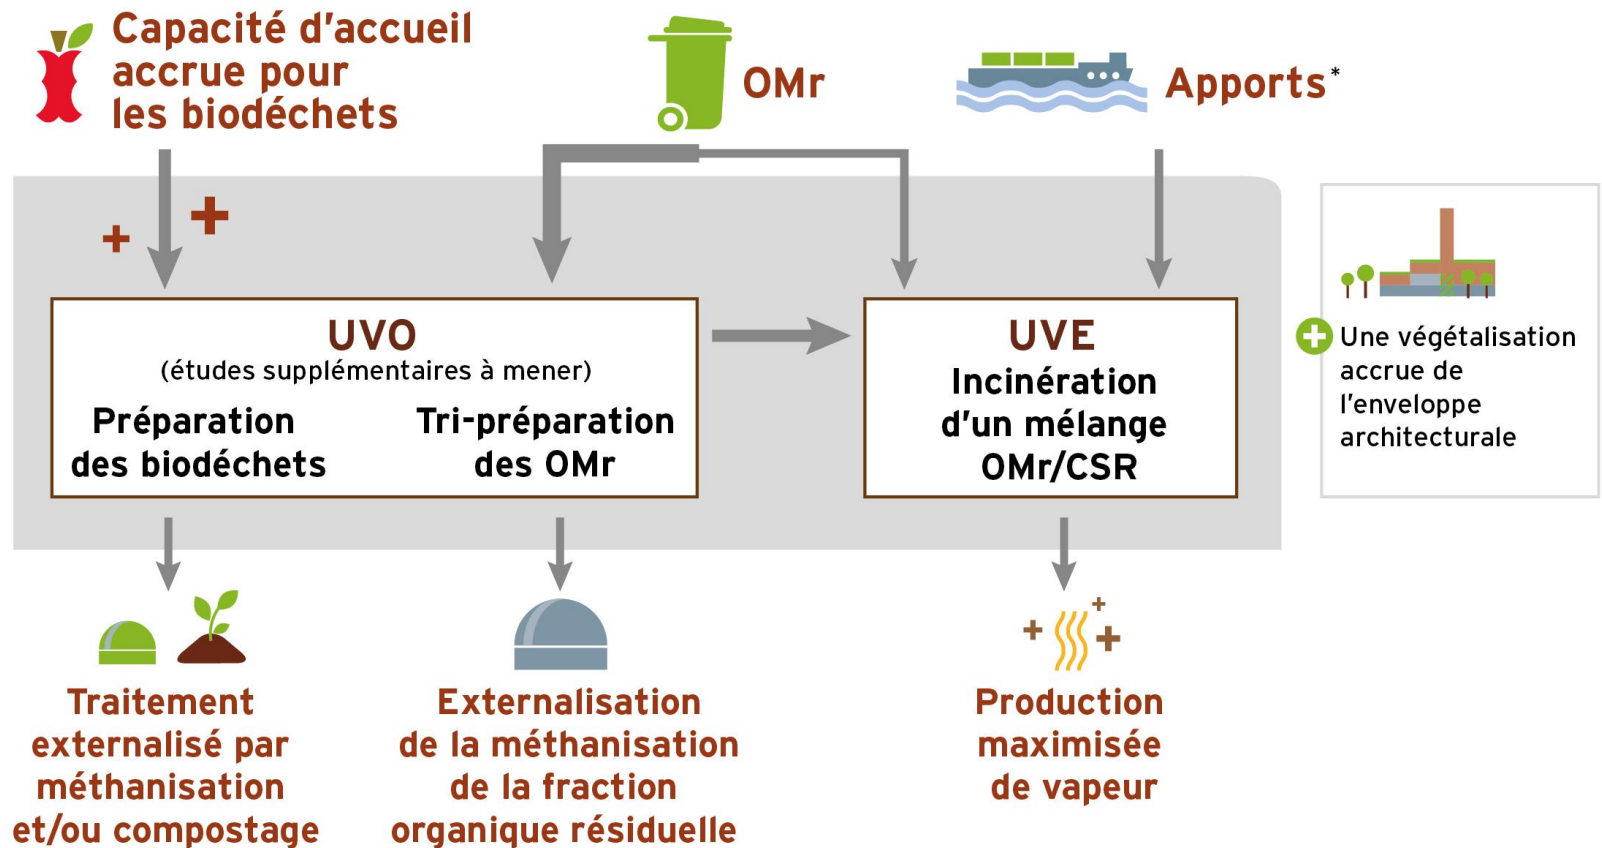 Capacité d'accueil
accrue pour
les biodéchets
OMr
Apports*
UVO
(études supplémentaires à mener)
Préparation
des biodéchets
Tri-préparation
des OMr
UVE
Incinération
d'un mélange
OMr/CSR
Une végétalisation
accrue de
l'enveloppe
architecturale
Traitement
externalisé par
méthanisation
et/ou compostage
Externalisation
de la méthanisation
de la fraction
organique résiduelle
Production
maximisée
de vapeur